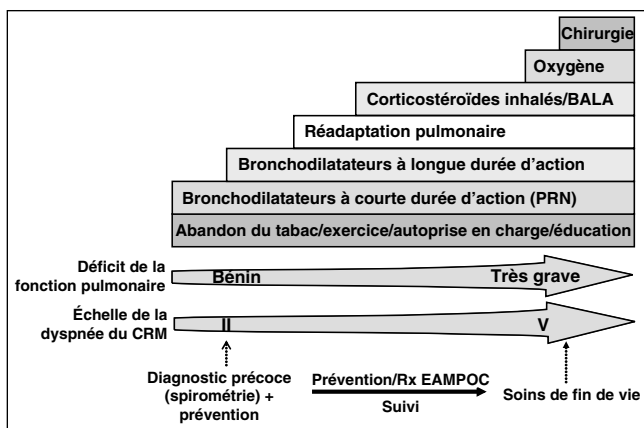 Chirurgie
Oxygène
Corticostéroïdes inhalés/BALA
Réadaptation pulmonaire
Bronchodilatateurs à longue durée d'action
Bronchodilatateurs à courte durée d'action (PRN)
Abandon du tabac/exercice/autoprise en charge/éducation
Déficit de la
fonction pulmonaire
Bénin
Très grave
Échelle de la
dyspnée du CRM
II
V
Diagnostic précoce
(spirométrie) +
prévention
Prévention/Rx EAMPOC
Suivi
Soins de fin de vie